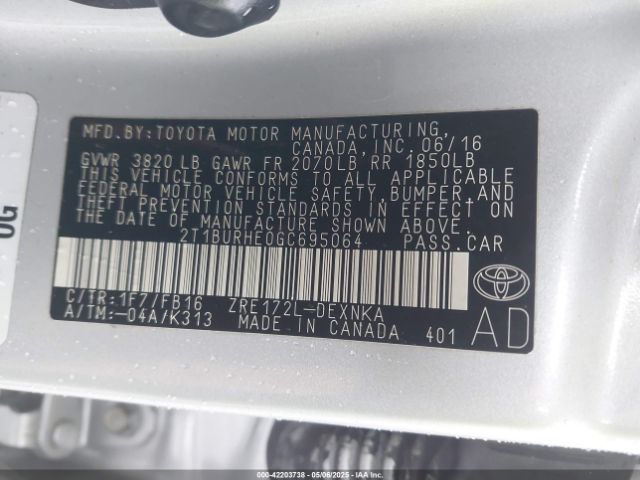 MFD.BY:TOYOTA MOTOR MANUFACTURING,
CANADA, INC. 06/16
GVWR 3820 LB GAWR FR 2070LB RR 1850LB
THIS VEHICLE CONFORMS TO ALL APPLICABLE
FEDERAL MOTOR VEHICLE SAFETY, BUMPER, AND
THEFT PREVENTION STANDARDS IN EFFECT ON
THE DATE OF MANUFACTURE SHOWN ABOVE.
2T1BURHE0GC695064 PASS.CAR
C/TR:1F7/FB16 ZRE172L-DEXNKA
A/TM:-04A/K313 MADE IN CANADA 401
AD
OG
000-42203738 - 05/06/2025 - IAAI.CA